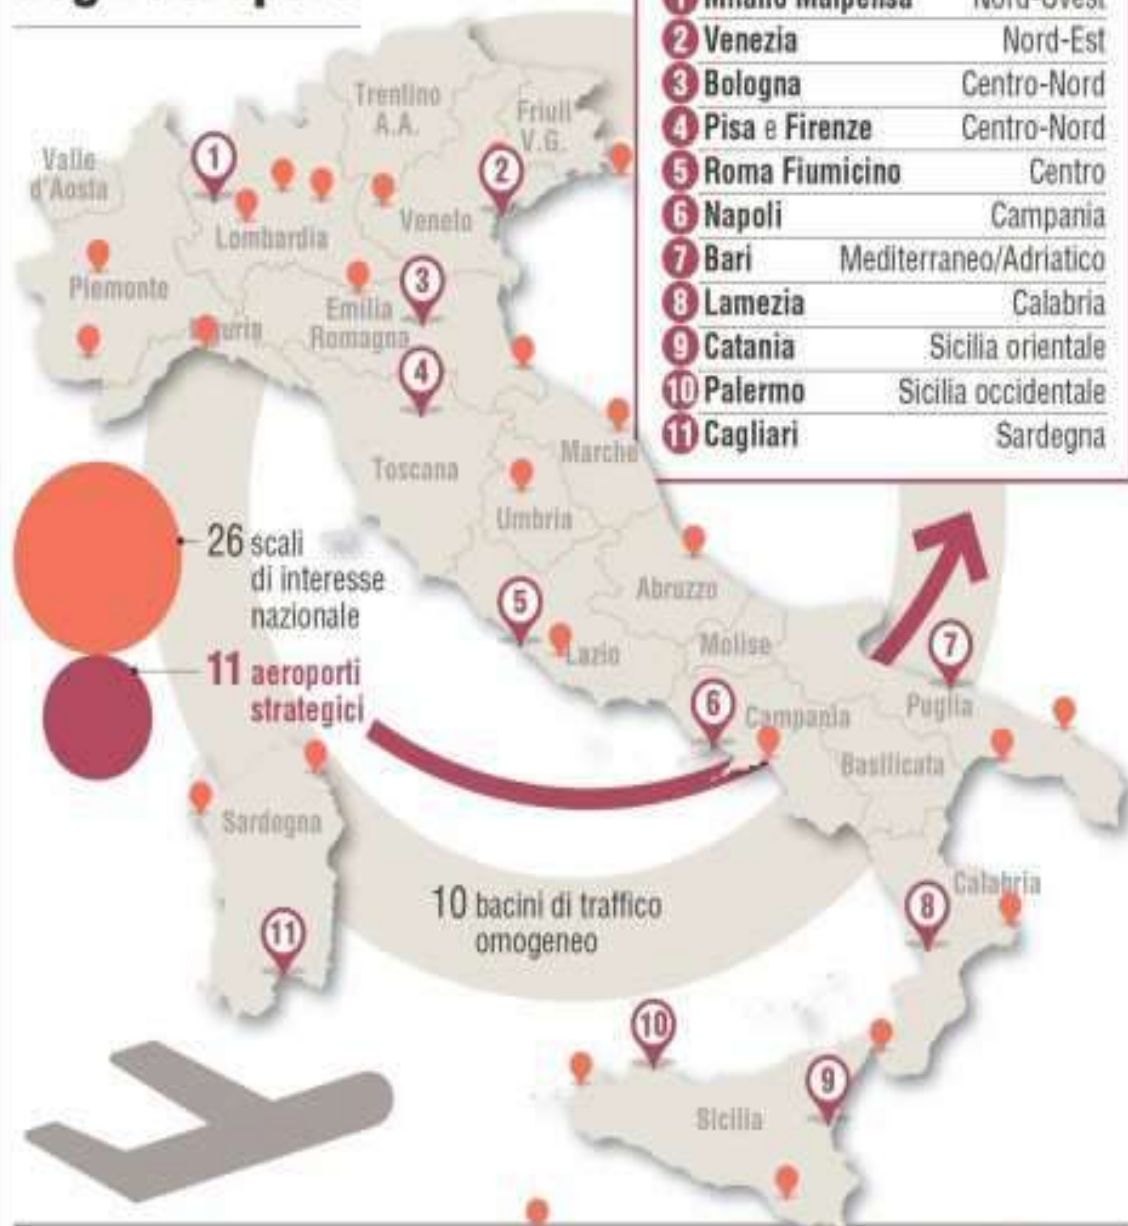 1 Milano Malpensa Nord-Ovest
2 Venezia Nord-Est
3 Bologna Centro-Nord
4 Pisa e Firenze Centro-Nord
5 Roma Fiumicino Centro
6 Napoli Campania
7 Bari Mediterraneo/Adriatico
8 Lamezia Calabria
9 Catania Sicilia orientale
10 Palermo Sicilia occidentale
11 Cagliari Sardegna
Trentino
A.A.
Friuli
V.G.
Valle
d'Aosta
1
2
Veneto
Lombardia
Piemonte
3
Emilia
Romagna
4
Toscana
Marche
Umbria
26 scali
di interesse
nazionale
11 aeroporti
strategici
Abruzzo
5
Lazio
Molise
7
6
Campania
Puglia
Basilicata
Sardegna
11
10 bacini di traffico
omogeneo
Calabria
8
10
9
Sicilia